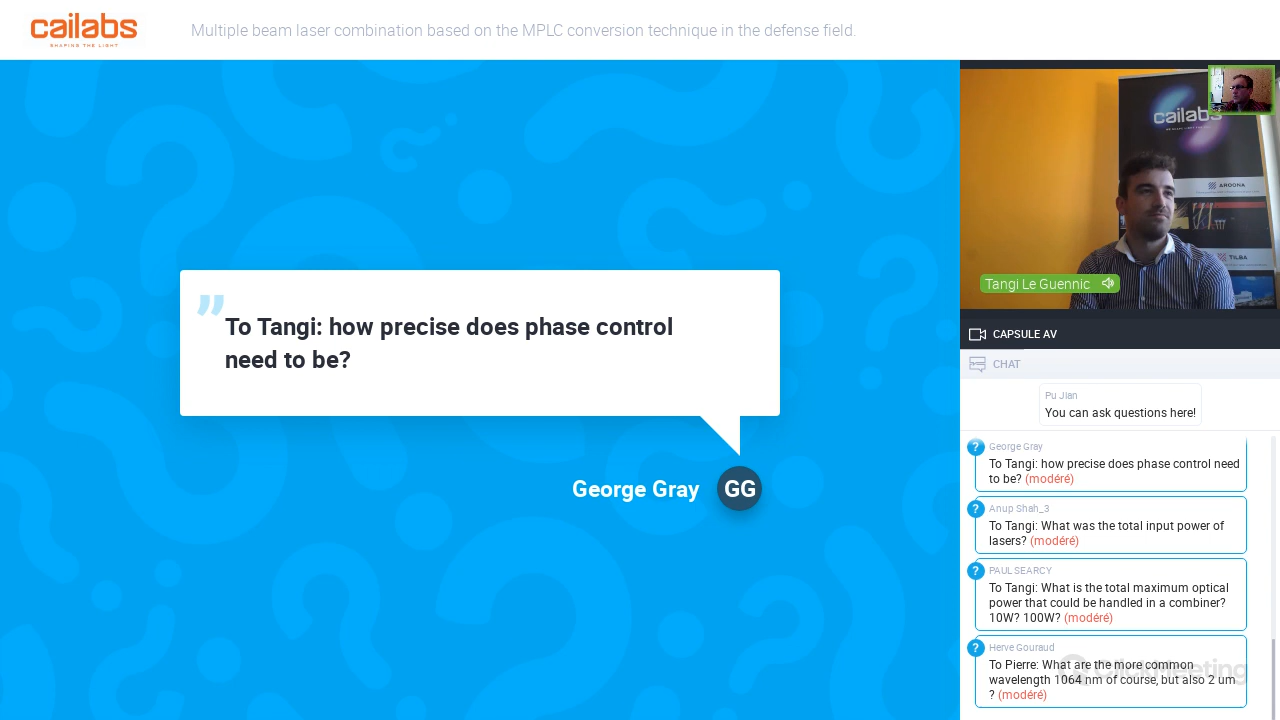 cailabs
SHAPING THE LIGHT
Multiple beam laser combination based on the MPLC conversion technique in the defense field.
cailabs
AROONA
TILBA
Tangi Le Guennic
CAPSULE AV
CHAT
Pu Jian
You can ask questions here!
”
To Tangi: how precise does phase control
need to be?
George Gray
GG
?
George Gray
To Tangi: how precise does phase control need
to be? (modéré)
?
Anup Shah_3
To Tangi: What was the total input power of
lasers? (modéré)
?
PAUL SEARCY
To Tangi: What is the total maximum optical
power that could be handled in a combiner?
10W? 100W? (modéré)
?
Herve Gouraud
To Pierre: What are the more common
wavelength 1064 nm of course, but also 2 um
? (modéré)
ClickMeeting